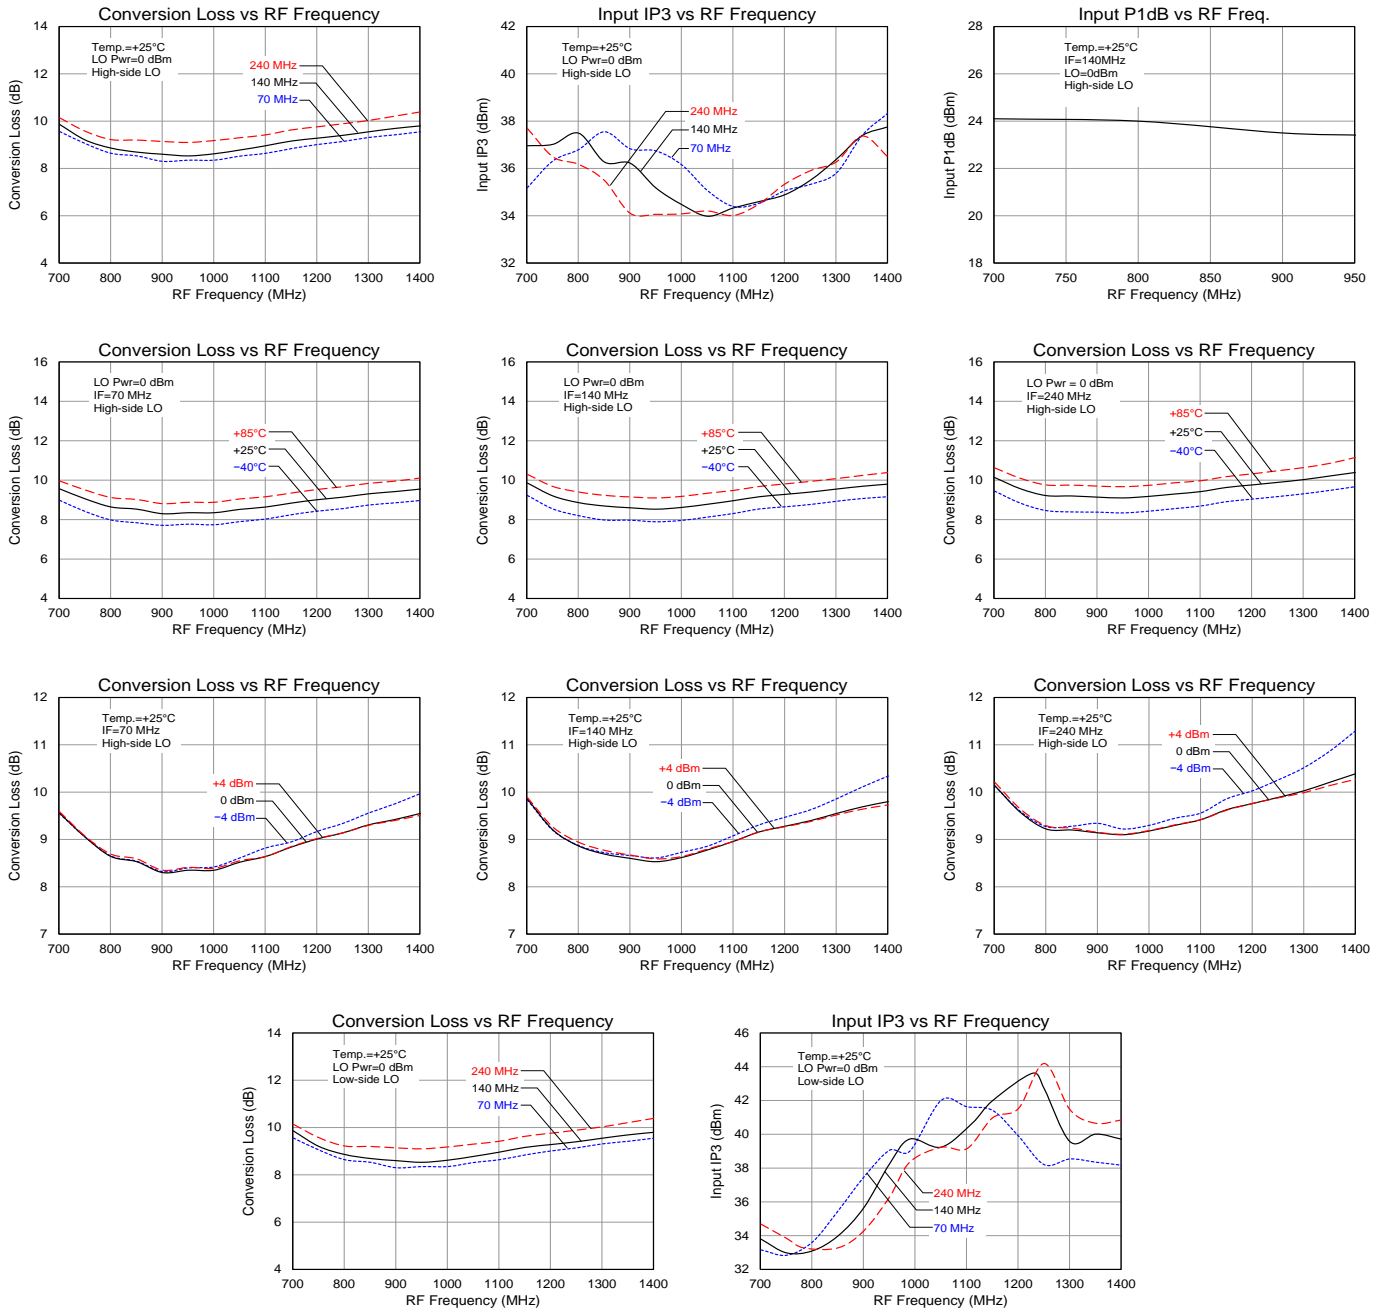 Conversion Loss vs RF Frequency
Temp.=+25°C
LO Pwr=0 dBm
High-side LO
240 MHz
140 MHz
70 MHz
Conversion Loss (dB)
14
12
10
8
6
4
700 800 900 1000 1100 1200 1300 1400
RF Frequency (MHz)
Input IP3 vs RF Frequency
Temp.=+25°C
LO Pwr=0 dBm
High-side LO
240 MHz
140 MHz
70 MHz
Input IP3 (dBm)
42
40
38
36
34
32
700 800 900 1000 1100 1200 1300 1400
RF Frequency (MHz)
Input P1dB vs RF Freq.
Temp.=+25°C
IF=140MHz
LO=0dBm
High-side LO
Input P1dB (dBm)
28
26
24
22
20
18
700 750 800 850 900 950
RF Frequency (MHz)
Conversion Loss vs RF Frequency
LO Pwr=0 dBm
IF=70 MHz
High-side LO
+85°C
+25°C
−40°C
Conversion Loss (dB)
16
14
12
10
8
6
4
700 800 900 1000 1100 1200 1300 1400
RF Frequency (MHz)
Conversion Loss vs RF Frequency
LO Pwr=0 dBm
IF=140 MHz
High-side LO
+85°C
+25°C
−40°C
Conversion Loss (dB)
16
14
12
10
8
6
4
700 800 900 1000 1100 1200 1300 1400
RF Frequency (MHz)
Conversion Loss vs RF Frequency
LO Pwr = 0 dBm
IF=240 MHz
High-side LO
+85°C
+25°C
−40°C
Conversion Loss (dB)
16
14
12
10
8
6
4
700 800 900 1000 1100 1200 1300 1400
RF Frequency (MHz)
Conversion Loss vs RF Frequency
Temp.=+25°C
IF=70 MHz
High-side LO
+4 dBm
0 dBm
−4 dBm
Conversion Loss (dB)
12
11
10
9
8
7
700 800 900 1000 1100 1200 1300 1400
RF Frequency (MHz)
Conversion Loss vs RF Frequency
Temp.=+25°C
IF=140 MHz
High-side LO
+4 dBm
0 dBm
−4 dBm
Conversion Loss (dB)
12
11
10
9
8
7
700 800 900 1000 1100 1200 1300 1400
RF Frequency (MHz)
Conversion Loss vs RF Frequency
Temp.=+25°C
IF=240 MHz
High-side LO
+4 dBm
0 dBm
−4 dBm
Conversion Loss (dB)
12
11
10
9
8
7
700 800 900 1000 1100 1200 1300 1400
RF Frequency (MHz)
Conversion Loss vs RF Frequency
Temp.=+25°C
LO Pwr=0 dBm
Low-side LO
240 MHz
140 MHz
70 MHz
Conversion Loss (dB)
14
12
10
8
6
4
700 800 900 1000 1100 1200 1300 1400
RF Frequency (MHz)
Input IP3 vs RF Frequency
Temp.=+25°C
LO Pwr=0 dBm
Low-side LO
240 MHz
140 MHz
70 MHz
Input IP3 (dBm)
46
44
42
40
38
36
34
32
700 800 900 1000 1100 1200 1300 1400
RF Frequency (MHz)